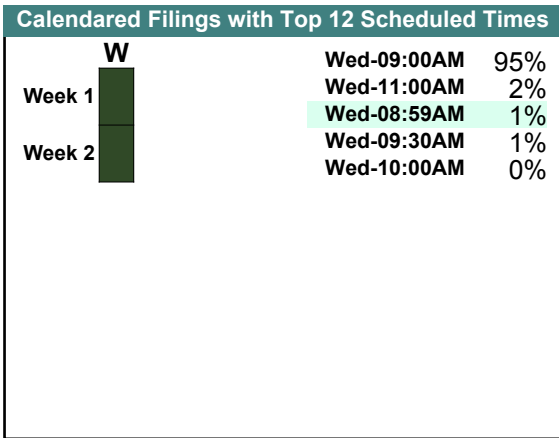 Calendared Filings with Top 12 Scheduled Times
W
Week 1
Week 2
Wed-09:00AM 95%
Wed-11:00AM 2%
Wed-08:59AM 1%
Wed-09:30AM 1%
Wed-10:00AM 0%